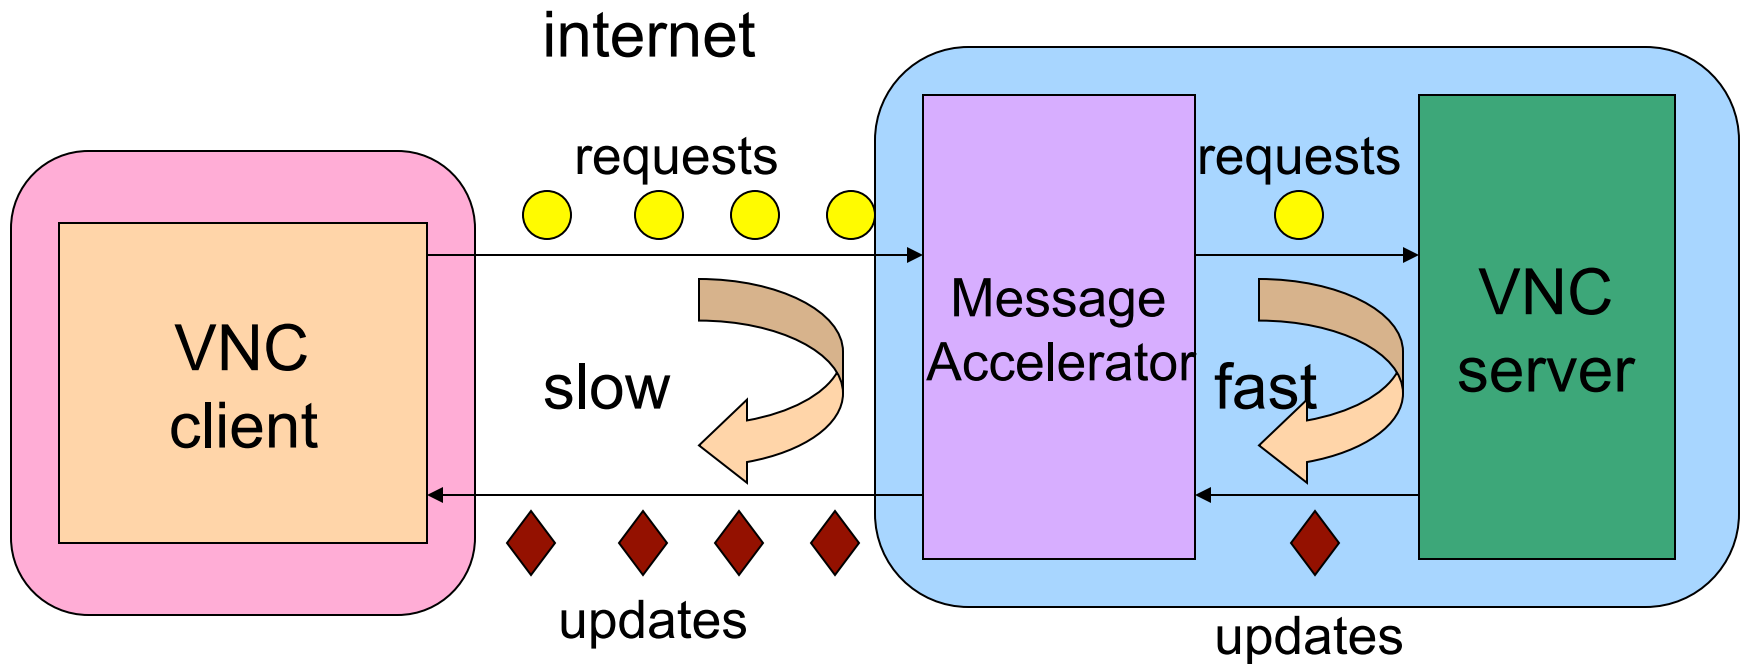 internet
requests
requests
VNC
client
slow
Message
Accelerator
fast
VNC
server
updates
updates